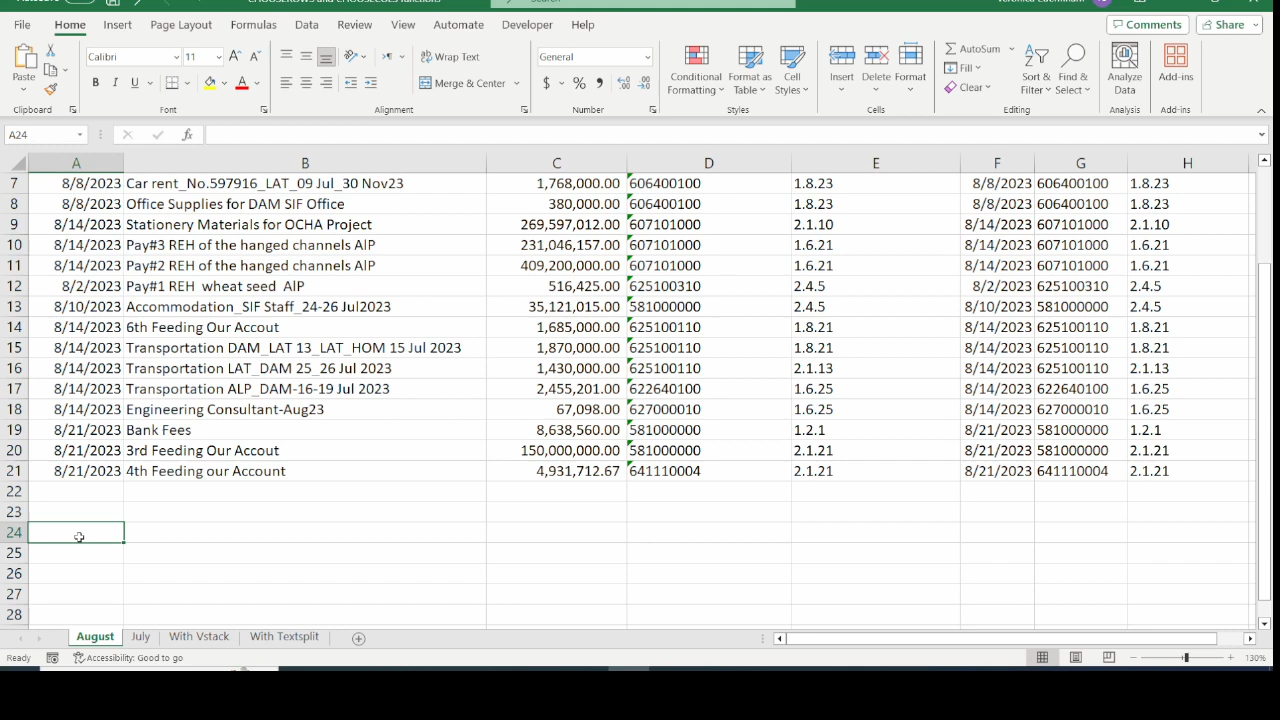 File Home Insert Page Layout Formulas Data Review View Automate Developer Help Comments Share
Calibri 11 Wrap Text General AutoSum
Paste Fill Sort & Find & Analyze Add-ins
B I U Merge & Center $ % Conditional Format as Cell Insert Delete Format Clear
Formatting Table Styles Filter Select Data
Clipboard Font Alignment Number Styles Cells Editing Analysis Add-ins
A24 fx
A B C D E F G H
7 8/8/2023 Car rent_No.597916_LAT_09 Jul_30 Nov23 1,768,000.00 606400100 1.8.23 8/8/2023 606400100 1.8.23
8 8/8/2023 Office Supplies for DAM SIF Office 380,000.00 606400100 1.8.23 8/8/2023 606400100 1.8.23
9 8/14/2023 Stationery Materials for OCHA Project 269,597,012.00 607101000 2.1.10 8/14/2023 607101000 2.1.10
10 8/14/2023 Pay#3 REH of the hanged channels AlP 231,046,157.00 607101000 1.6.21 8/14/2023 607101000 1.6.21
11 8/14/2023 Pay#2 REH of the hanged channels AlP 409,200,000.00 607101000 1.6.21 8/14/2023 607101000 1.6.21
12 8/2/2023 Pay#1 REH wheat seed AlP 516,425.00 625100310 2.4.5 8/2/2023 625100310 2.4.5
13 8/10/2023 Accommodation_SIF Staff_24-26 Jul2023 35,121,015.00 581000000 2.4.5 8/10/2023 581000000 2.4.5
14 8/14/2023 6th Feeding Our Accout 1,685,000.00 625100110 1.8.21 8/14/2023 625100110 1.8.21
15 8/14/2023 Transportation DAM_LAT 13_LAT_HOM 15 Jul 2023 1,870,000.00 625100110 1.8.21 8/14/2023 625100110 1.8.21
16 8/14/2023 Transportation LAT_DAM 25_26 Jul 2023 1,430,000.00 625100110 2.1.13 8/14/2023 625100110 2.1.13
17 8/14/2023 Transportation ALP_DAM-16-19 Jul 2023 2,455,201.00 622640100 1.6.25 8/14/2023 622640100 1.6.25
18 8/14/2023 Engineering Consultant-Aug23 67,098.00 627000010 1.6.25 8/14/2023 627000010 1.6.25
19 8/21/2023 Bank Fees 8,638,560.00 581000000 1.2.1 8/21/2023 581000000 1.2.1
20 8/21/2023 3rd Feeding Our Accout 150,000,000.00 581000000 2.1.21 8/21/2023 581000000 2.1.21
21 8/21/2023 4th Feeding our Account 4,931,712.67 641110004 2.1.21 8/21/2023 641110004 2.1.21
22
23
24
25
26
27
28
August July With Vstack With Textsplit
Ready Accessibility: Good to go 130%